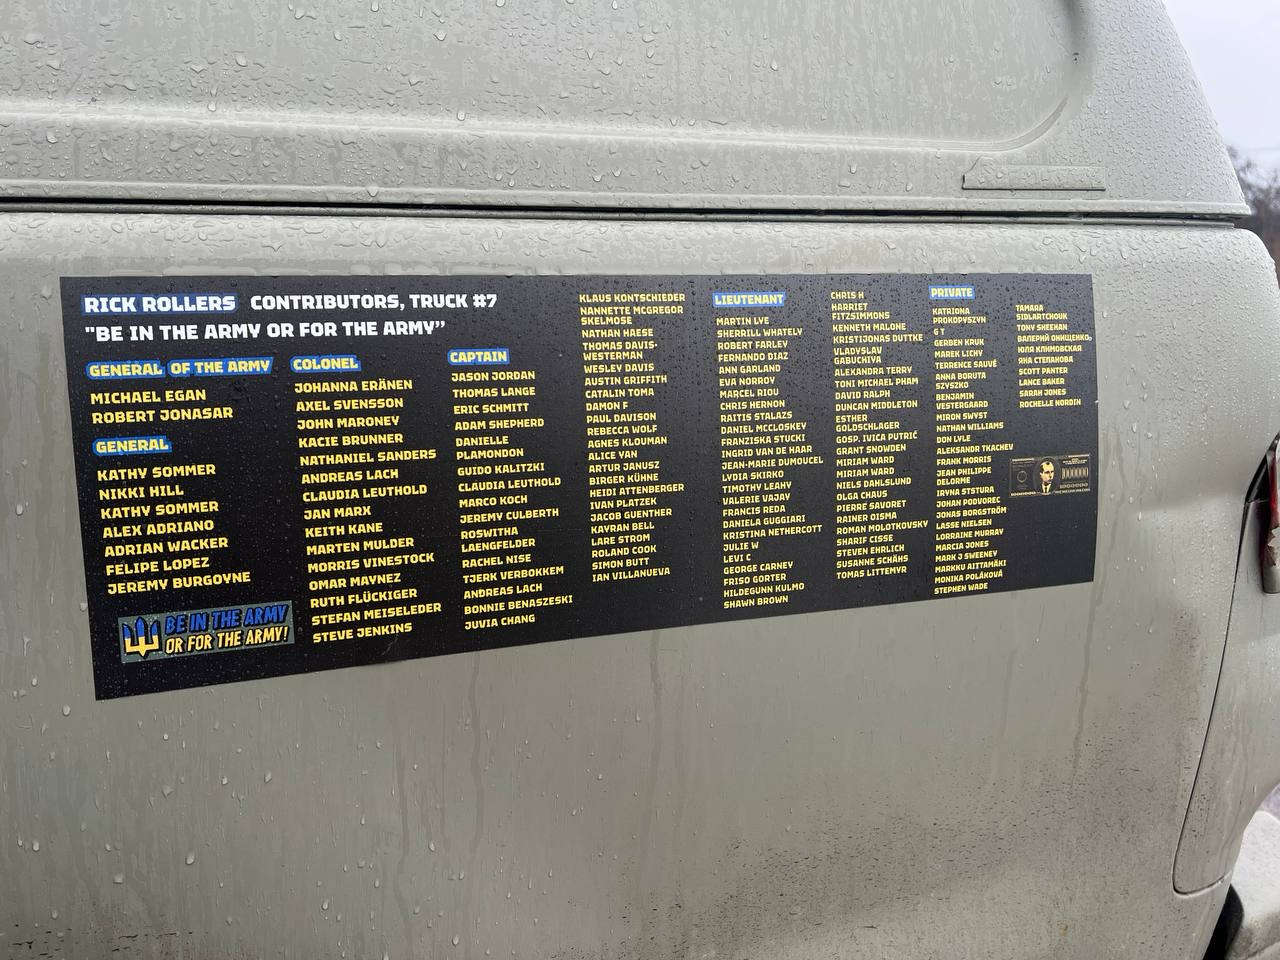 RICK ROLLERS CONTRIBUTORS, TRUCK #7
"BE IN THE ARMY OR FOR THE ARMY”
GENERAL OF THE ARMY
MICHAEL EGAN
ROBERT JONASAR
GENERAL
KATHY SOMMER
NIKKI HILL
KATHY SOMMER
ALEX ADRIANO
ADRIAN WACKER
FELIPE LOPEZ
JEREMY BURGOYNE
BE IN THE ARMY
OR FOR THE ARMY!
COLONEL
JOHANNA ERÄNEN
AXEL SVENSSON
JOHN MARONEY
KACIE BRUNNER
NATHANIEL SANDERS
ANDREAS LACH
CLAUDIA LEUTHOLD
JAN MARX
KEITH KANE
MARTEN MULDER
MORRIS VINESTOCK
OMAR MAYNEZ
RUTH FLÜCKIGER
STEFAN MEISELEDER
STEVE JENKINS
CAPTAIN
JASON JORDAN
THOMAS LANGE
ERIC SCHMITT
ADAM SHEPHERD
DANIELLE
PLAMONDON
GUIDO KALITZKI
CLAUDIA LEUTHOLD
MARCO KOCH
JEREMY CULBERTH
ROSWITHA
LAENGFELDER
RACHEL NISE
TJERK VERBOKKEM
ANDREAS LACH
BONNIE BENASZESKI
JUVIA CHANG
KLAUS KONTSCHIEDER
NANNETTE MCGREGOR
SKELMOSE
NATHAN HAESE
THOMAS DAVIS-
WESTERMAN
WESLEY DAVIS
AUSTIN GRIFFITH
CATALIN TOMA
DAMON F
PAUL DAVISON
REBECCA WOLF
AGNES KLOUMAN
ALICE VAN
ARTUR JANUSZ
BIRGER KÜHNE
HEIDI ATTENBERGER
IVAN PLATZEK
JACOB GUENTHER
KAYRAN BELL
LARE STROM
ROLAND COOK
SIMON BUTT
IAN VILLANUEVA
LIEUTENANT
MARTIN LYE
SHERRILL WHATELY
ROBERT FARLEY
FERNANDO DIAZ
ANN GARLAND
EVA NORROV
MARCEL RIOU
CHRIS HERNON
RAITIS STALAZS
DANIEL MCCLOSKEY
FRANZISKA STUCKI
INGRID VAN DE HAAR
JEAN-MARIE DUMOUCEL
LYDIA SKIRKO
TIMOTHY LEAHY
VALERIE VAJAY
FRANCIS REDA
DANIELA GUGGIARI
KRISTINA NETHERCOTT
JULIE W
LEVI C
GEORGE CARNEY
FRISO GORTER
HILDEGUNN KULMO
SHAWN BROWN
CHRIS H
HARRIET
FITZSIMMONS
KENNETH MALONE
KRISTIJONAS DUTTKE
VLADYSLAV
GABUCHIYA
ALEXANDRA TERRY
TONI MICHAEL PHAM
DAVID RALPH
DUNCAN MIDDLETON
ESTHER
GOLDSCHLAGER
GOSP. IVICA PUTRIĆ
GRANT SNOWDEN
MIRIAM WARD
MIRIAM WARD
NIELS DAHLSLUND
OLGA CHAUS
PIERRE SAVORET
RAINER OISMA
ROMAN MOLOTKOVSKY
SHARIF CISSE
STEVEN EHRLICH
SUSANNE SCHÄHS
TOMAS LITTEMYR
PRIVATE
KATRIONA
PROKOPYSZYN
G T
GERBEN KRUK
MAREK LICHY
TERRENCE SAUVÉ
ANNA BORUTA
SZYSZKO
BENJAMIN
VESTERGAARD
MIRON SWYST
NATHAN WILLIAMS
DON LYLE
ALEKSANDR TKACHEV
FRANK MORRIS
JEAN PHILIPPE
DELORME
IRYNA STSTURA
JOHAN PODVOREC
JONAS BORGSTRÖM
LASSE NIELSEN
LORRAINE MURRAY
MARCIA JONES
MARK J SWEENEY
MARKKU AITTAMÄKI
MONIKA POLÁKOVÁ
STEPHEN WADE
TAMARA
SIDLARTCHOUK
TONY SHEEHAN
ВАЛЕРИЙ ОНИЩЕНКО
ЮЛЯ КЛИМОВСКАЯ
ЯНА СТЕПАНОВА
SCOTT PANTER
LANCE BAKER
SARAH JONES
ROCHELLE NORDIN